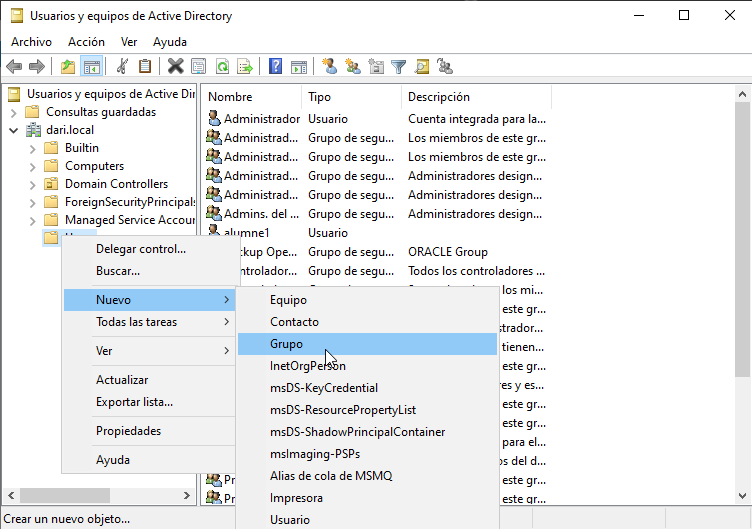 Usuarios y equipos de Active Directory
Archivo Acción Ver Ayuda
Usuarios y equipos de Active Dir
Consultas guardadas
dari.local
Builtin
Computers
Domain Controllers
ForeignSecurityPrincipals
Managed Service Accoun
Nombre Tipo Descripción
Administrador Usuario Cuenta integrada para la...
Administrad... Grupo de segu... Los miembros de este gr...
Administrad... Grupo de segu... Los miembros de este gr...
Administrad... Grupo de segu... Administradores design...
Administrad... Grupo de segu... Administradores design...
Admins. del ... Grupo de segu... Administradores design...
alumne1 Usuario
ckup Ope... Grupo de segu... ORACLE Group
ntrolador... Grupo de segu... Todos los controladores ...
los mi...
este gr...
strador...
tienen...
este gr...
es y es...
este gr...
este gr...
para el...
os del d...
Pr este gr...
Pr este gr...
Delegar control...
Buscar...
Nuevo
Todas las tareas
Ver
Actualizar
Exportar lista...
Propiedades
Ayuda
Equipo
Contacto
Grupo
InetOrgPerson
msDS-KeyCredential
msDS-ResourcePropertyList
msDS-ShadowPrincipalContainer
msImaging-PSPs
Alias de cola de MSMQ
Impresora
Usuario
Crear un nuevo objeto...